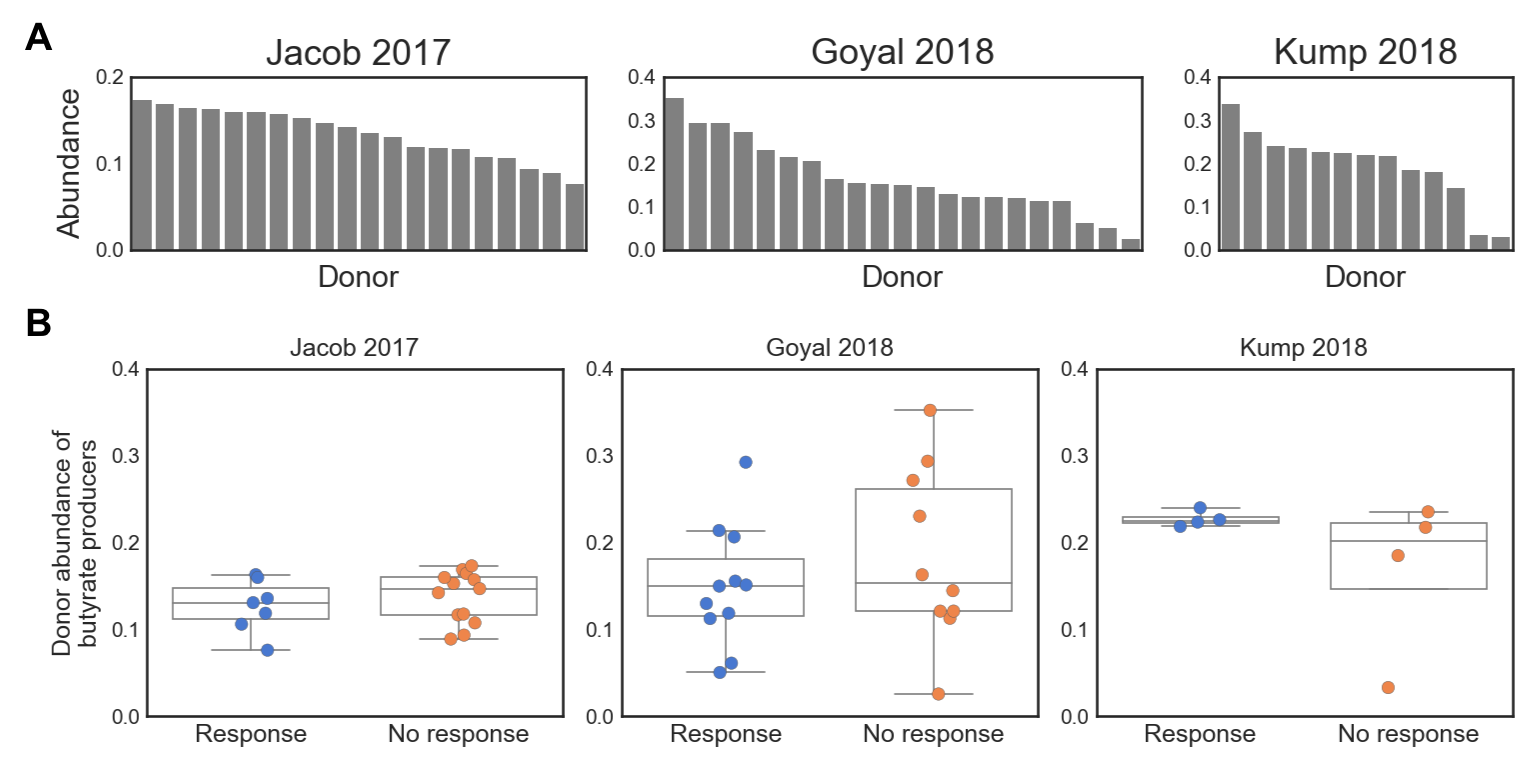 A
Jacob 2017
Goyal 2018
Kump 2018
Abundance
0.2
0.1
0.0
0.4
0.3
0.2
0.1
0.0
0.4
0.3
0.2
0.1
0.0
Donor
Donor
Donor
B
Jacob 2017
Goyal 2018
Kump 2018
Donor abundance of
butyrate producers
0.4
0.3
0.2
0.1
0.0
0.4
0.3
0.2
0.1
0.0
0.4
0.3
0.2
0.1
0.0
Response
No response
Response
No response
Response
No response